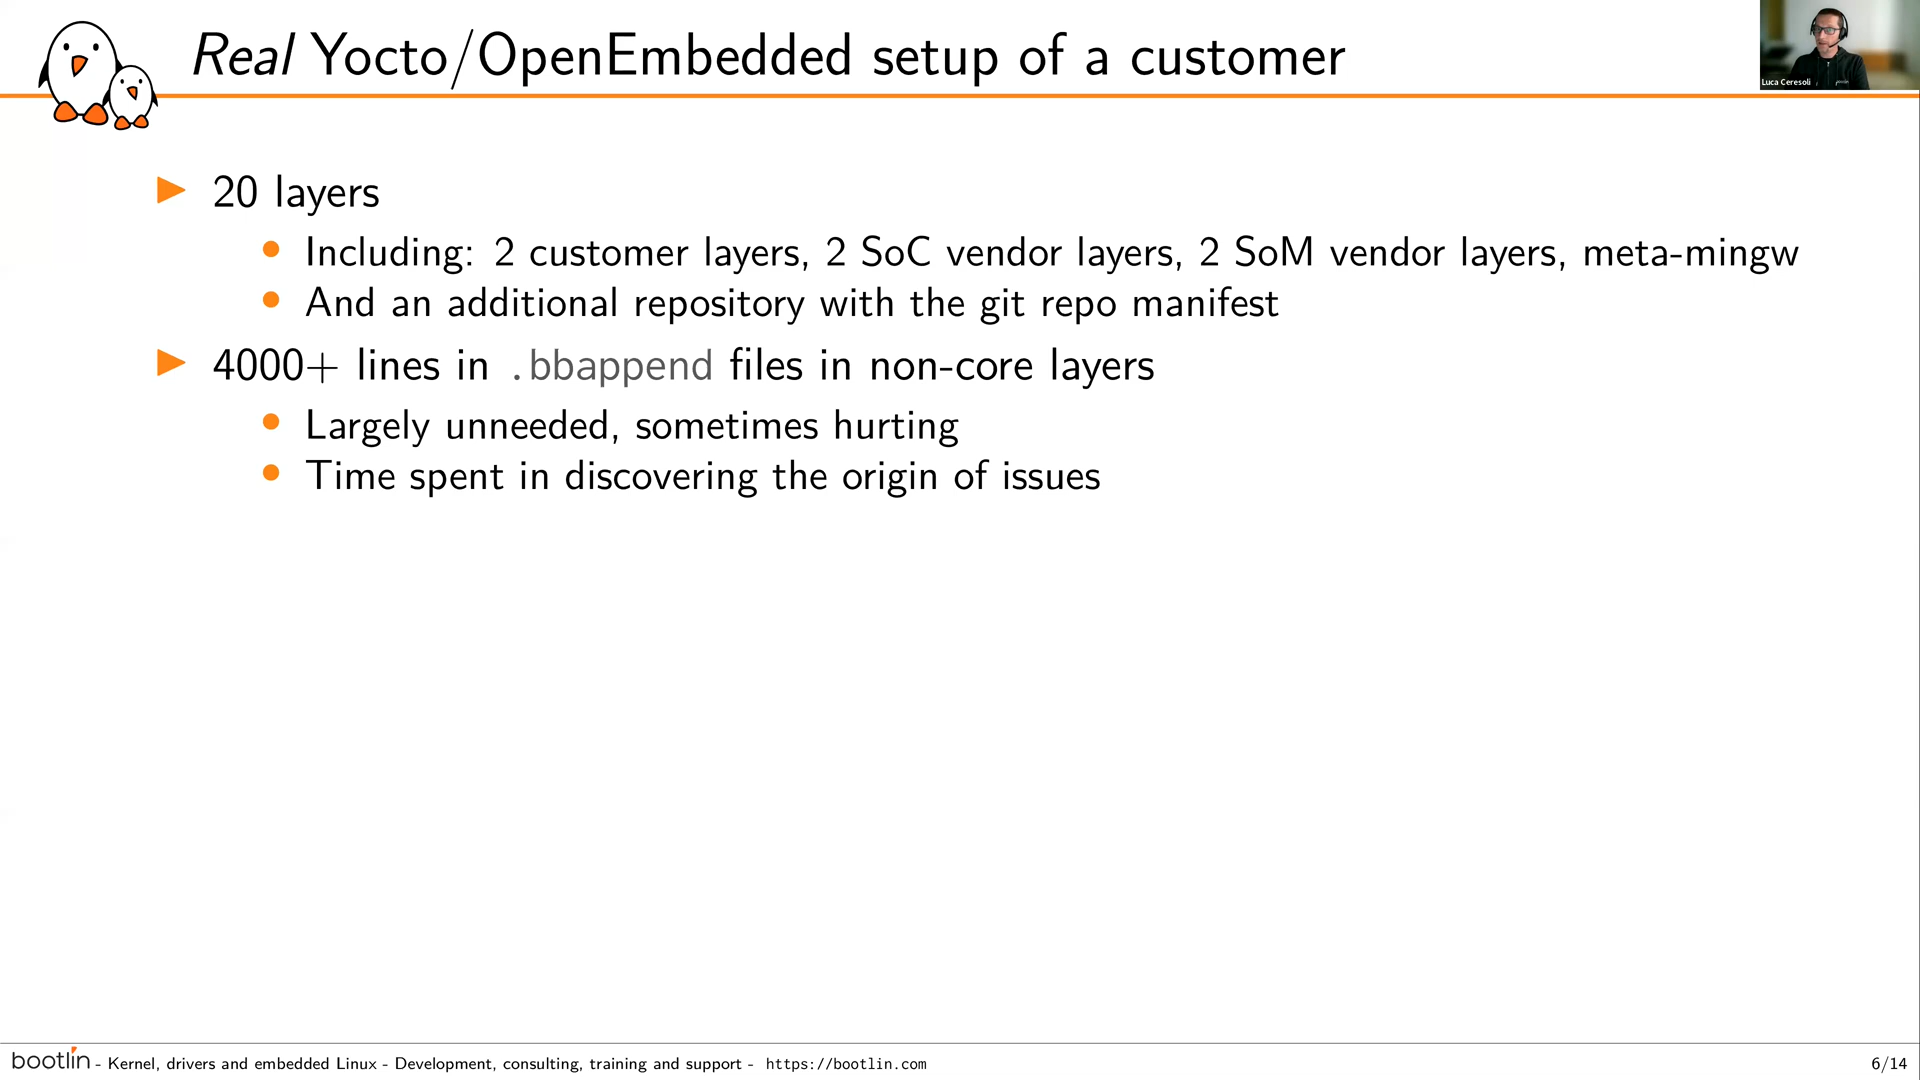 Real Yocto/OpenEmbedded setup of a customer
Luca Ceresoli
20 layers
Including: 2 customer layers, 2 SoC vendor layers, 2 SoM vendor layers, meta-mingw
And an additional repository with the git repo manifest
4000+ lines in .bbappend files in non-core layers
Largely unneeded, sometimes hurting
Time spent in discovering the origin of issues
bootlin - Kernel, drivers and embedded Linux - Development, consulting, training and support - https://bootlin.com
6/14